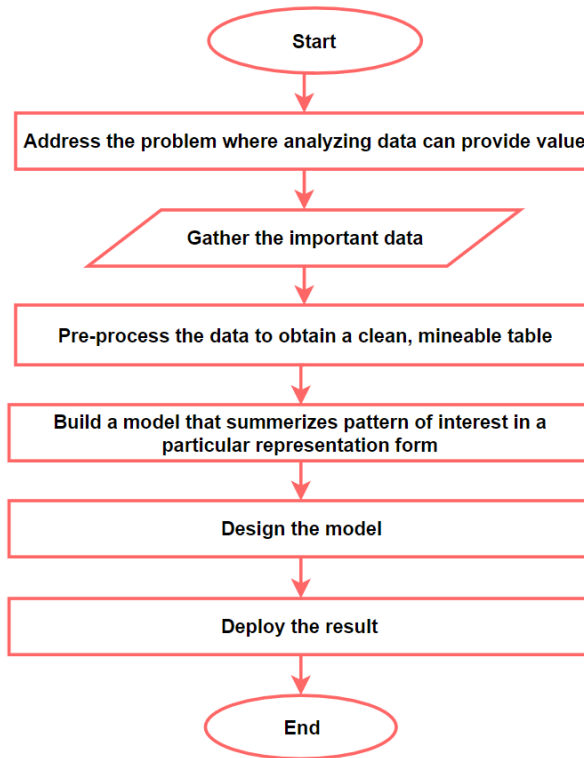 Start
Address the problem where analyzing data can provide value
Gather the important data
Pre-process the data to obtain a clean, mineable table
Build a model that summerizes pattern of interest in a
particular representation form
Design the model
Deploy the result
End